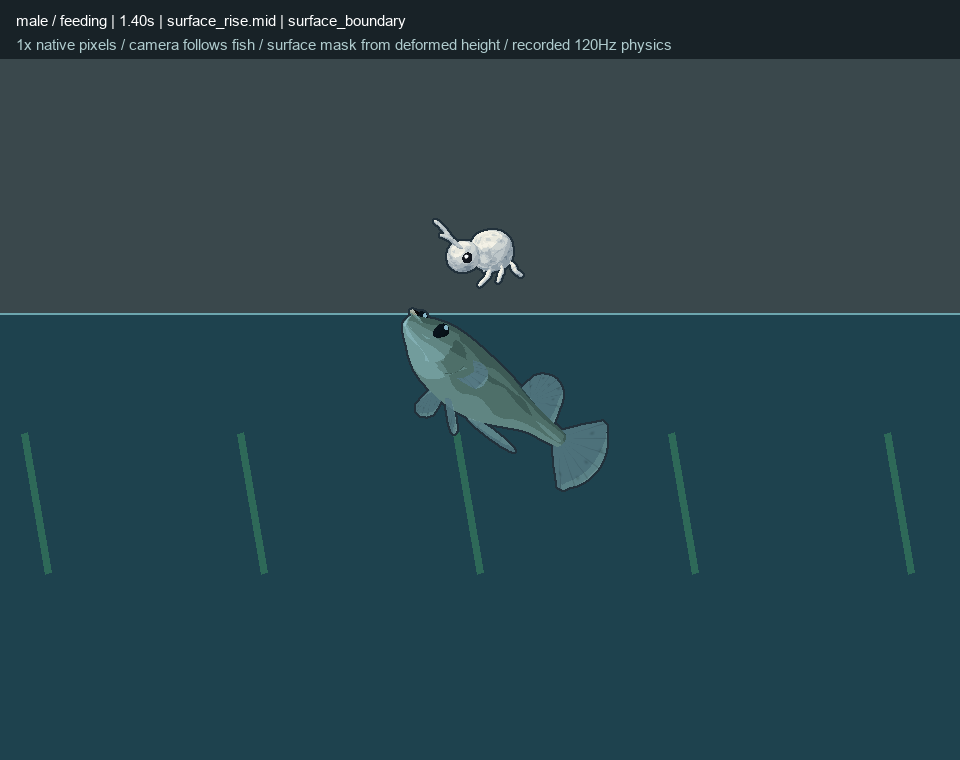 male / feeding | 1.40s | surface_rise.mid | surface_boundary
1x native pixels / camera follows fish / surface mask from deformed height / recorded 120Hz physics